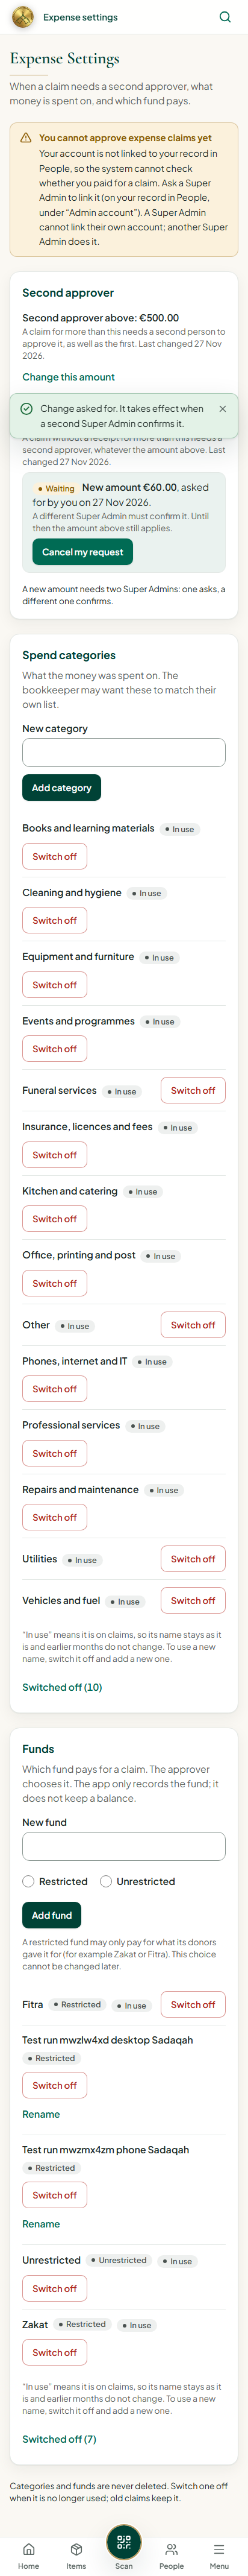 Expense settings
Expense Settings
When a claim needs a second approver, what
money is spent on, and which fund pays.
You cannot approve expense claims yet
Your account is not linked to your record in
People, so the system cannot check
whether you paid for a claim. Ask a Super
Admin to link it (on your record in People,
under “Admin account”). A Super Admin
cannot link their own account; another Super
Admin does it.
Second approver
Second approver above: €500.00
A claim for more than this needs a second person to
approve it, as well as the first. Last changed 27 Nov
2026.
Change this amount
Change asked for. It takes effect when
a second Super Admin confirms it.
A claim without a receipt for more than this needs a
second approver, whatever the amount above. Last
changed 27 Nov 2026.
Waiting New amount €60.00, asked
for by you on 27 Nov 2026.
A different Super Admin must confirm it. Until
then the amount above still applies.
Cancel my request
A new amount needs two Super Admins: one asks, a
different one confirms.
Spend categories
What the money was spent on. The
bookkeeper may want these to match their
own list.
New category
Add category
Books and learning materials In use
Switch off
Cleaning and hygiene In use
Switch off
Equipment and furniture In use
Switch off
Events and programmes In use
Switch off
Funeral services In use Switch off
Insurance, licences and fees In use
Switch off
Kitchen and catering In use
Switch off
Office, printing and post In use
Switch off
Other In use Switch off
Phones, internet and IT In use
Switch off
Professional services In use
Switch off
Repairs and maintenance In use
Switch off
Utilities In use Switch off
Vehicles and fuel In use Switch off
“In use” means it is on claims, so its name stays as it
is and earlier months do not change. To use a new
name, switch it off and add a new one.
Switched off (10)
Funds
Which fund pays for a claim. The approver
chooses it. The app only records the fund; it
does not keep a balance.
New fund
Restricted Unrestricted
Add fund
A restricted fund may only pay for what its donors
gave it for (for example Zakat or Fitra). This choice
cannot be changed later.
Fitra Restricted In use Switch off
Test run mwzlw4xd desktop Sadaqah
Restricted
Switch off
Rename
Test run mwzmx4zm phone Sadaqah
Restricted
Switch off
Rename
Unrestricted Unrestricted In use
Switch off
Zakat Restricted In use
Switch off
“In use” means it is on claims, so its name stays as it
is and earlier months do not change. To use a new
name, switch it off and add a new one.
Switched off (7)
Categories and funds are never deleted. Switch one off
when it is no longer used; old claims keep it.
Home Items Scan People Menu